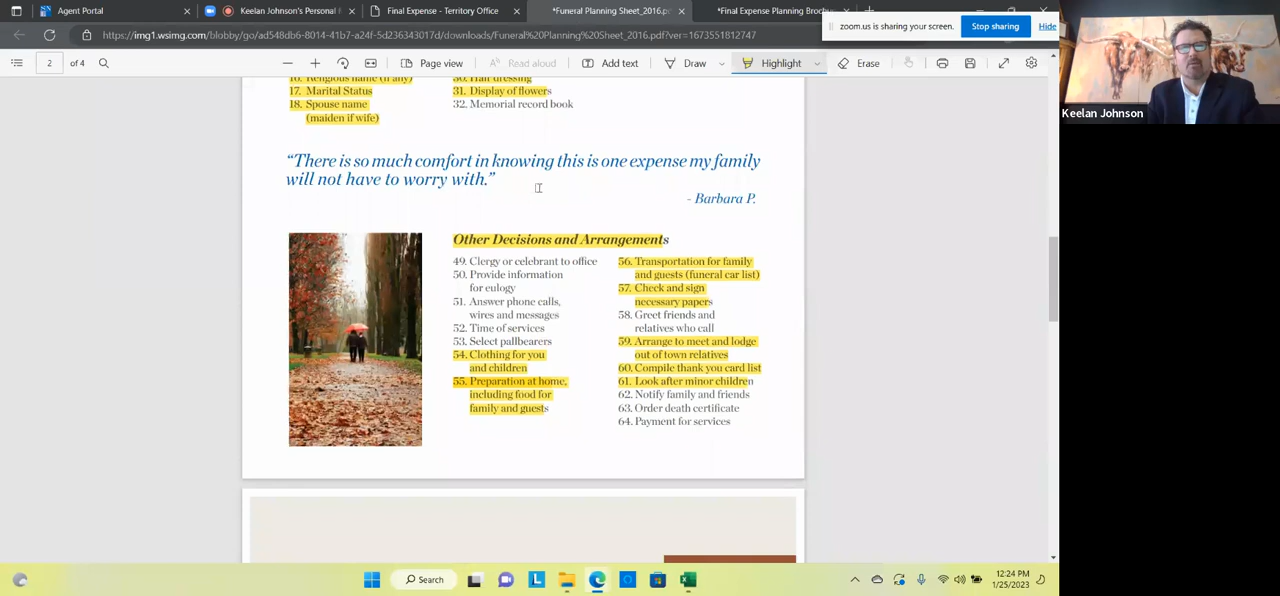 Agent Portal
Keelan Johnson's Personal
Final Expense - Territory Office
*Funeral Planning Sheet_2016.p
*Final Expense Planning Broch
zoom.us is sharing your screen.
Stop sharing
Hide
https://img1.wsimg.com/blobby/go/ad548db6-8014-41b7-a24f-5d236343017d/downloads/Funeral%20Planning%20Sheet_2016.pdf?ver=1673551812747
2 of 4
Page view
Read aloud
Add text
Draw
Highlight
Erase
16. Religious name (if any)
17. Marital Status
18. Spouse name
(maiden if wife)
30. Hair dressing
31. Display of flowers
32. Memorial record book
“There is so much comfort in knowing this is one expense my family
will not have to worry with.”
- Barbara P.
Other Decisions and Arrangements
49. Clergy or celebrant to office
50. Provide information
for eulogy
51. Answer phone calls,
wires and messages
52. Time of services
53. Select pallbearers
54. Clothing for you
and children
55. Preparation at home,
including food for
family and guests
56. Transportation for family
and guests (funeral car list)
57. Check and sign
necessary papers
58. Greet friends and
relatives who call
59. Arrange to meet and lodge
out of town relatives
60. Compile thank you card list
61. Look after minor children
62. Notify family and friends
63. Order death certificate
64. Payment for services
Keelan Johnson
Search
12:24 PM
1/25/2023